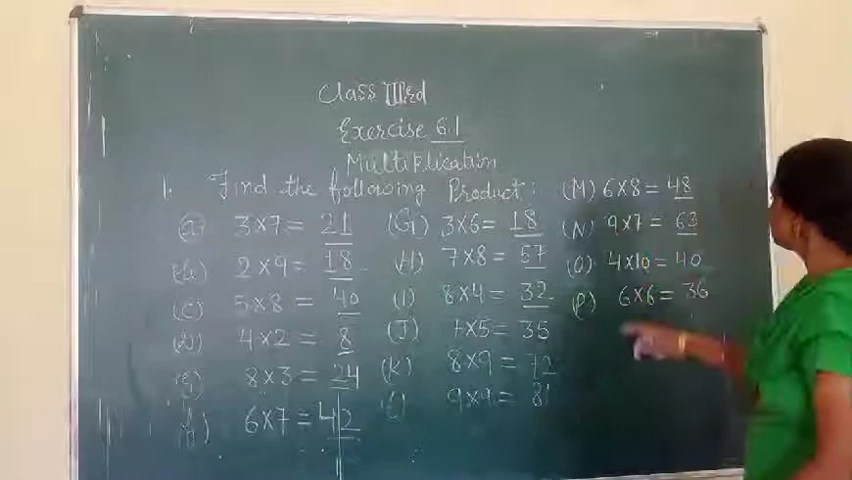 Class IIIrd
Exercise 6.1
Multiplication
1. Find the following Product:
(a) 3×7= 21
2×9= 18
(C) 5×8 = 40
(D) 4×2 = 8
(E) 8×3 = 24
6×7 = 42
(G) 3×6= 18
(H) 7×8 = 57
(I) 8×4 = 32
(J) 7×5= 35
(K) 8×9 = 72
9×9= 81
(M) 6×8= 48
(N) 9×7 = 63
(O) 4×10= 40
(P) 6×6= 36